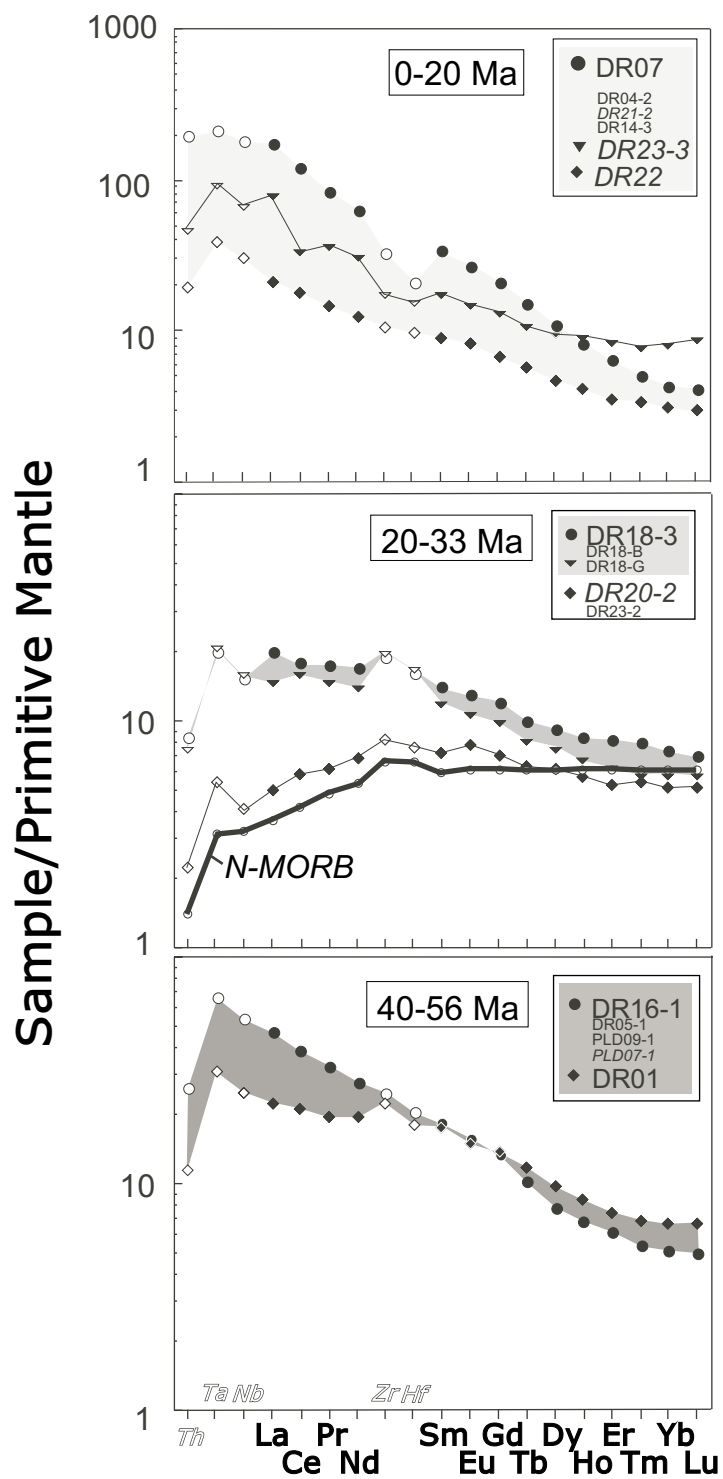 Sample/Primitive Mantle
1000
100
10
1
0-20 Ma
DR07
DR04-2
DR21-2
DR14-3
DR23-3
DR22
10
1
20-33 Ma
DR18-3
DR18-B
DR18-G
DR20-2
DR23-2
N-MORB
10
1
40-56 Ma
DR16-1
DR05-1
PLD09-1
PLD07-1
DR01
Ta Nb Zr Hf
Th La Pr Sm Gd Dy Er Yb
Ce Nd Eu Tb Ho Tm Lu